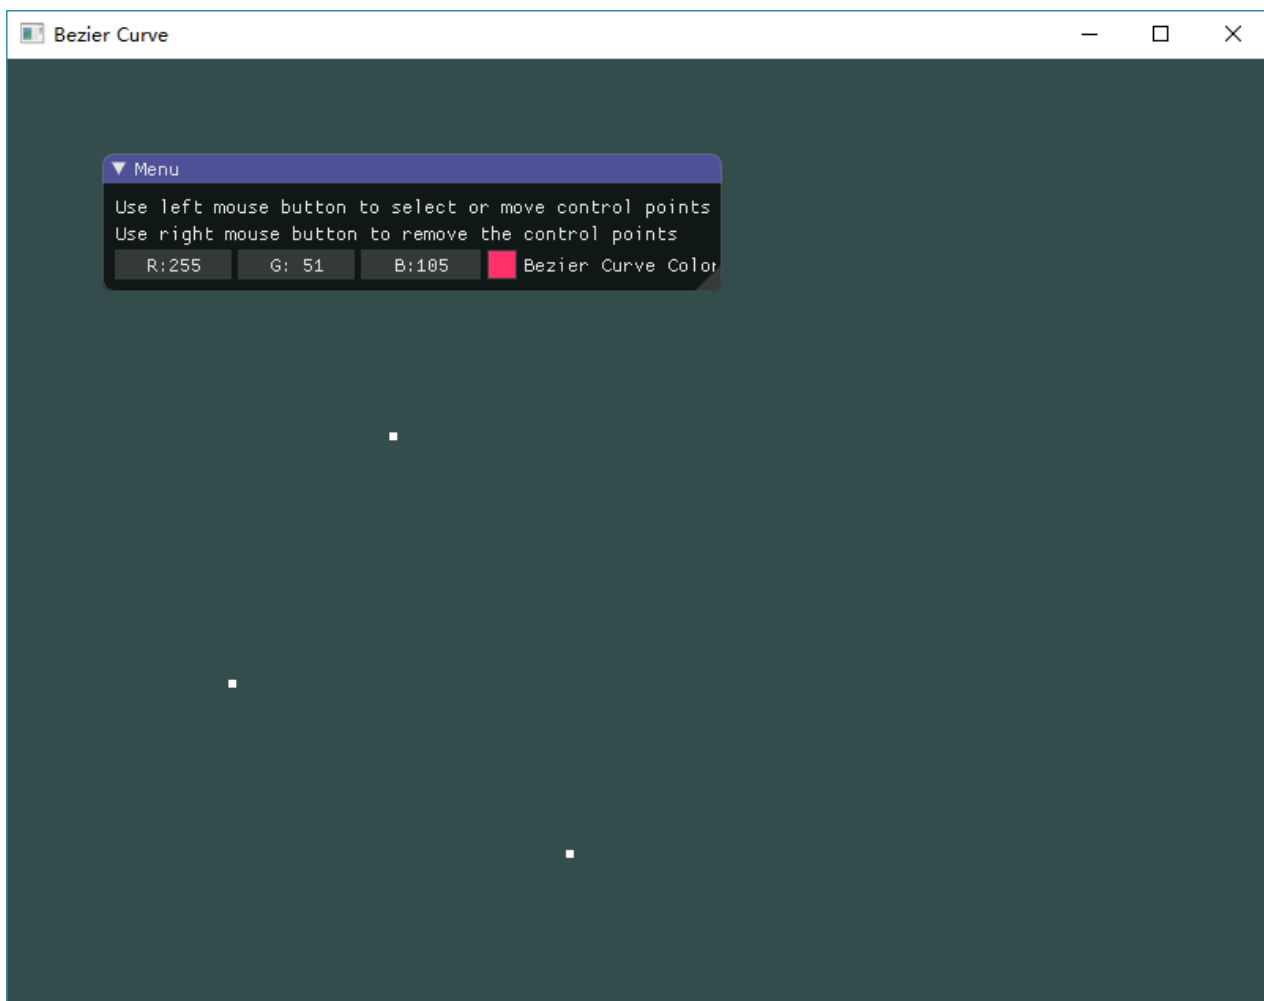 Bezier Curve
Menu
Use left mouse button to select or move control points
Use right mouse button to remove the control points
R:255 G: 51 B:105 Bezier Curve Color